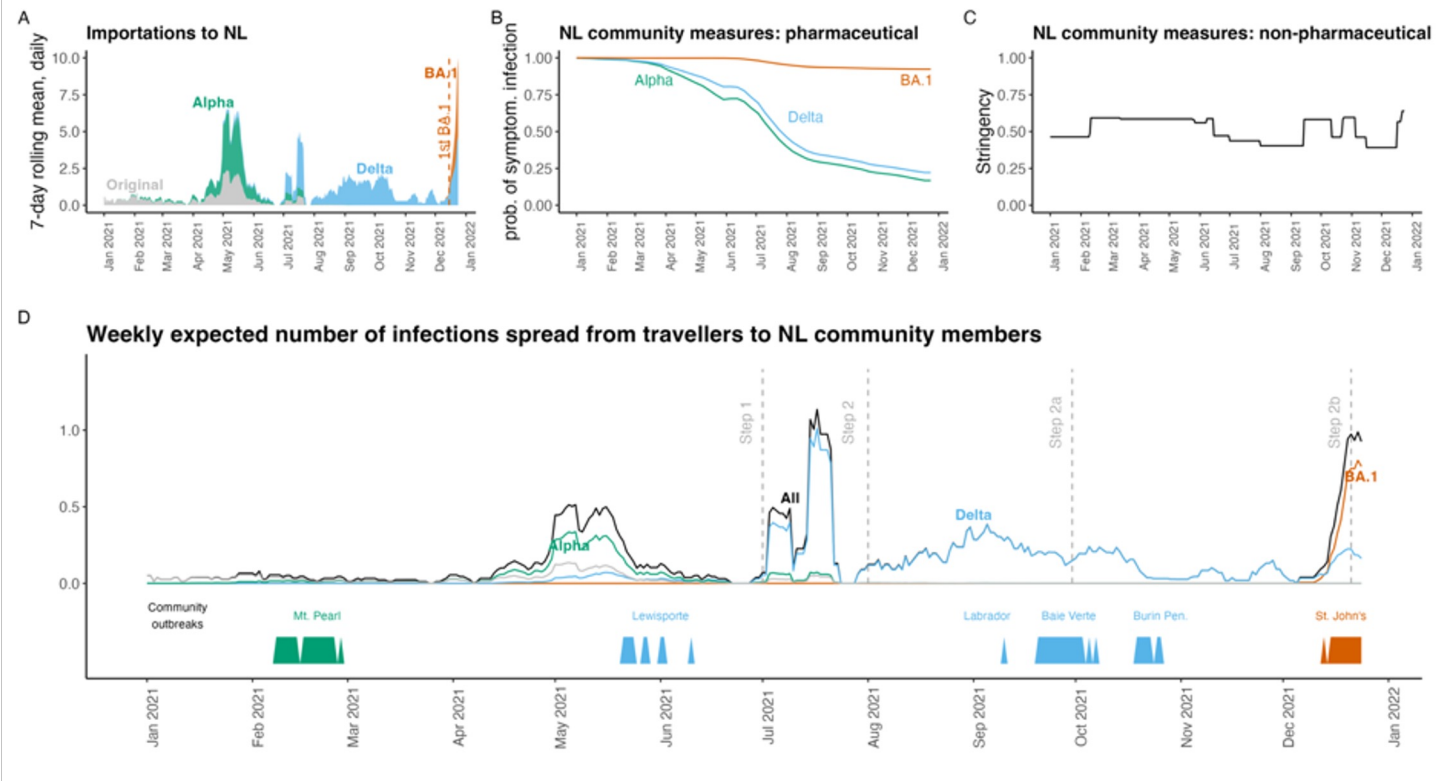 A
Importations to NL
7-day rolling mean, daily
10.0
7.5
5.0
2.5
0.0
Original
Alpha
Delta
BA.1
1st BA.1
Jan 2021
Feb 2021
Mar 2021
Apr 2021
May 2021
Jun 2021
Jul 2021
Aug 2021
Sep 2021
Oct 2021
Nov 2021
Dec 2021
Jan 2022
B
NL community measures: pharmaceutical
prob. of symptom. infection
1.00
0.75
0.50
0.25
0.00
Alpha
Delta
BA.1
Jan 2021
Feb 2021
Mar 2021
Apr 2021
May 2021
Jun 2021
Jul 2021
Aug 2021
Sep 2021
Oct 2021
Nov 2021
Dec 2021
Jan 2022
C
NL community measures: non-pharmaceutical
Stringency
1.00
0.75
0.50
0.25
0.00
Jan 2021
Feb 2021
Mar 2021
Apr 2021
May 2021
Jun 2021
Jul 2021
Aug 2021
Sep 2021
Oct 2021
Nov 2021
Dec 2021
Jan 2022
D
Weekly expected number of infections spread from travellers to NL community members
1.0
0.5
0.0
Step 1
Step 2
Step 2a
Step 2b
All
Alpha
Delta
BA.1
Community
outbreaks
Mt. Pearl
Lewisporte
Labrador
Baie Verte
Burin Pen.
St. John's
Jan 2021
Feb 2021
Mar 2021
Apr 2021
May 2021
Jun 2021
Jul 2021
Aug 2021
Sep 2021
Oct 2021
Nov 2021
Dec 2021
Jan 2022